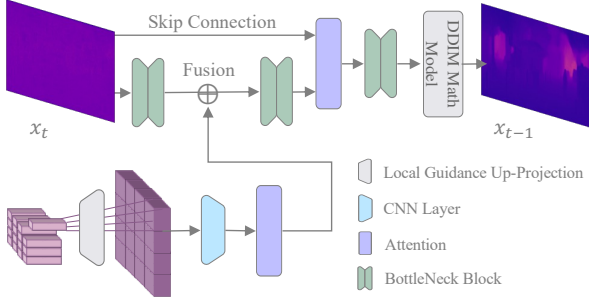 Skip Connection
Fusion
DDIM Math
Model
x_t
x_{t−1}
Local Guidance Up-Projection
CNN Layer
Attention
BottleNeck Block